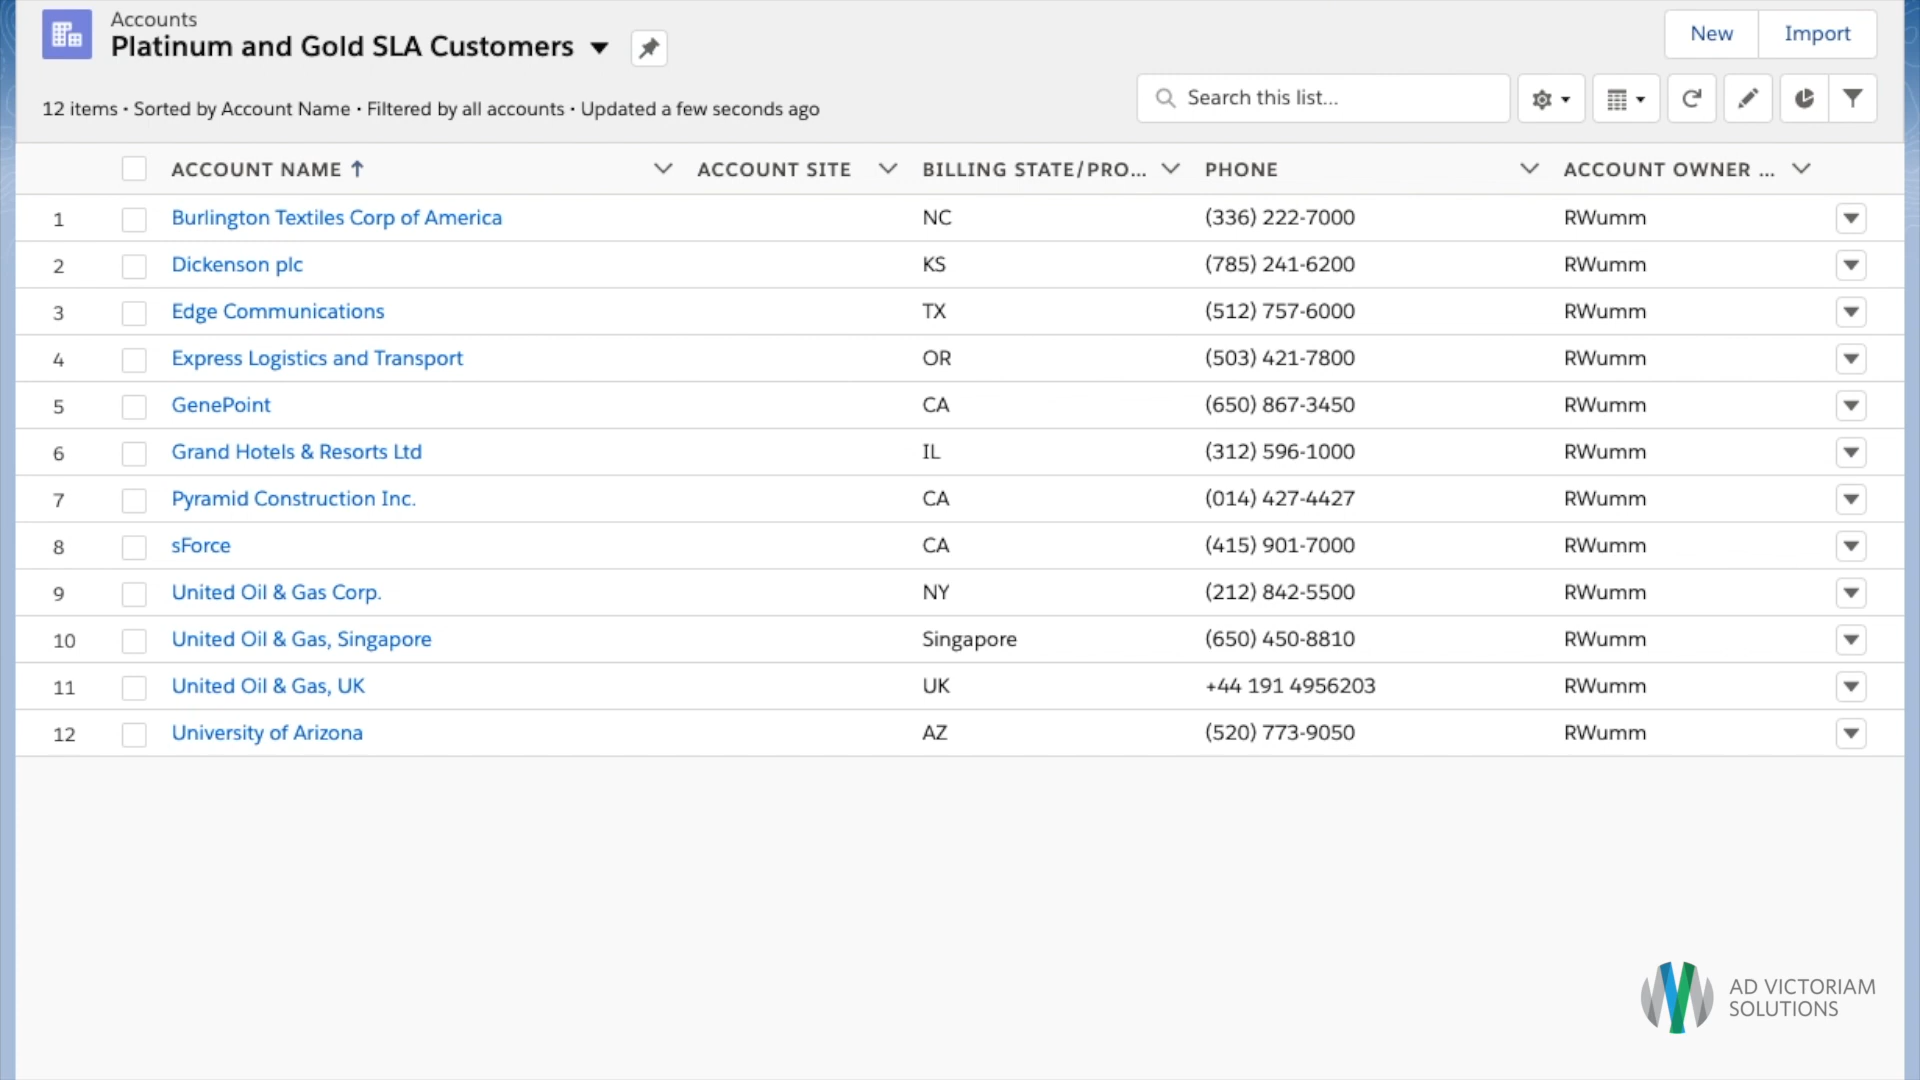 Accounts
Platinum and Gold SLA Customers
New
Import
12 items • Sorted by Account Name • Filtered by all accounts • Updated a few seconds ago
Search this list...
ACCOUNT NAME ↑ ACCOUNT SITE BILLING STATE/PRO... PHONE ACCOUNT OWNER ...
1 Burlington Textiles Corp of America NC (336) 222-7000 RWumm
2 Dickenson plc KS (785) 241-6200 RWumm
3 Edge Communications TX (512) 757-6000 RWumm
4 Express Logistics and Transport OR (503) 421-7800 RWumm
5 GenePoint CA (650) 867-3450 RWumm
6 Grand Hotels & Resorts Ltd IL (312) 596-1000 RWumm
7 Pyramid Construction Inc. CA (014) 427-4427 RWumm
8 sForce CA (415) 901-7000 RWumm
9 United Oil & Gas Corp. NY (212) 842-5500 RWumm
10 United Oil & Gas, Singapore Singapore (650) 450-8810 RWumm
11 United Oil & Gas, UK UK +44 191 4956203 RWumm
12 University of Arizona AZ (520) 773-9050 RWumm
AD VICTORIAM
SOLUTIONS